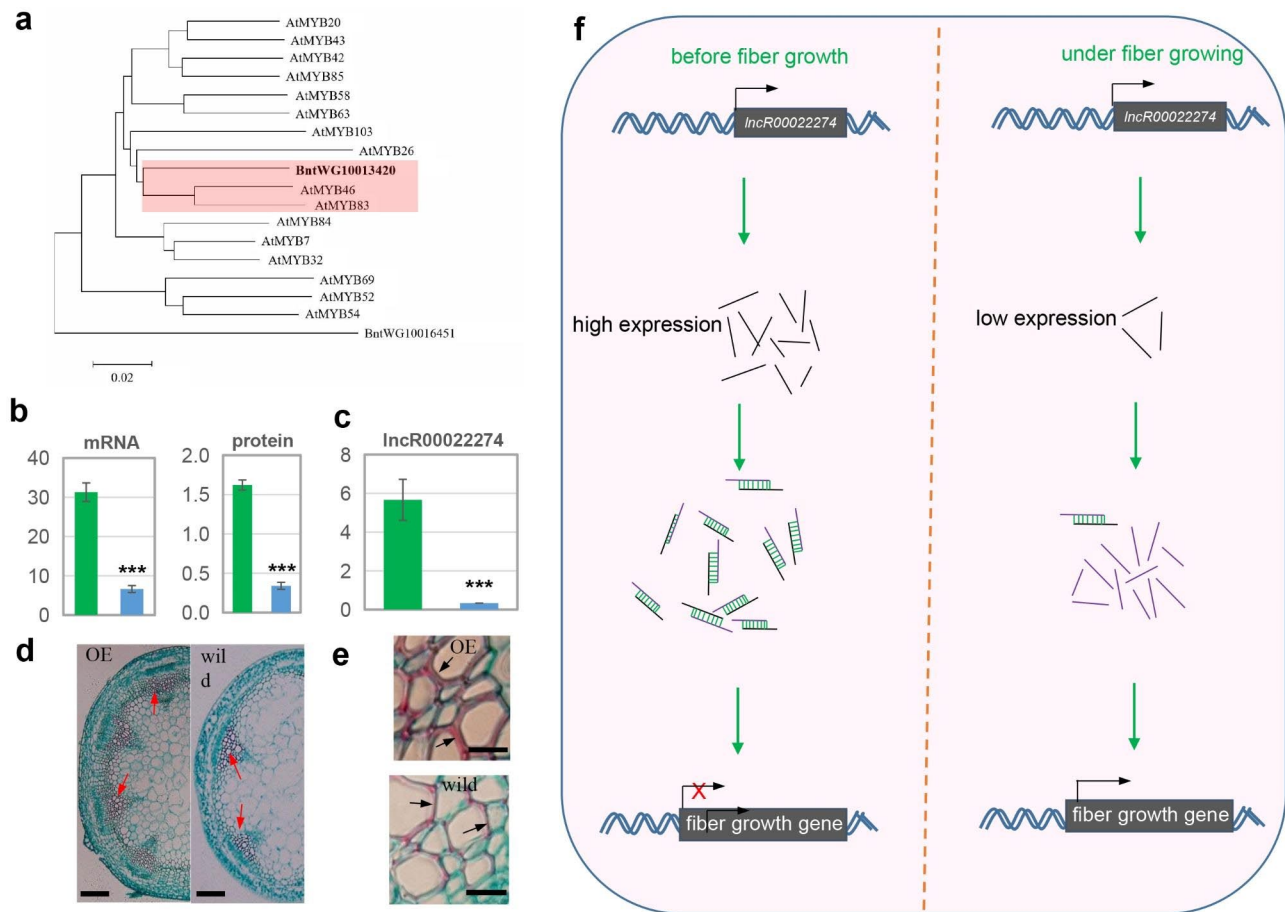 a
AtMYB20
AtMYB43
AtMYB42
AtMYB85
AtMYB58
AtMYB63
AtMYB103
AtMYB26
BntWG10013420
AtMYB46
AtMYB83
AtMYB84
AtMYB7
AtMYB32
AtMYB69
AtMYB52
AtMYB54
BntWG10016451
0.02
b
mRNA
40
30
20
10
0
***
protein
2.0
1.5
1.0
0.5
0.0
***
c
lncR00022274
8
6
4
2
0
***
d
OE
wil
d
e
OE
wild
f
before fiber growth
lncR00022274
high expression
X
fiber growth gene
under fiber growing
lncR00022274
low expression
fiber growth gene